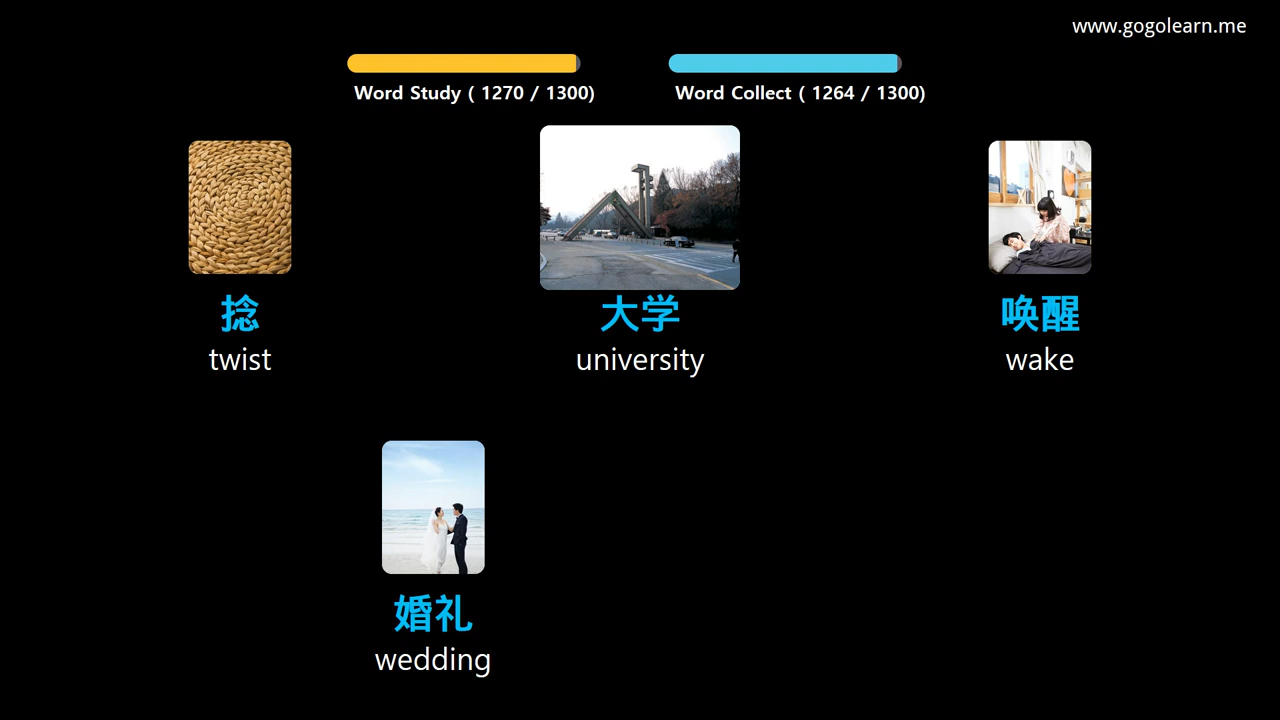 www.gogolearn.me
Word Study ( 1270 / 1300)
Word Collect ( 1264 / 1300)
捻
twist
大学
university
唤醒
wake
婚礼
wedding